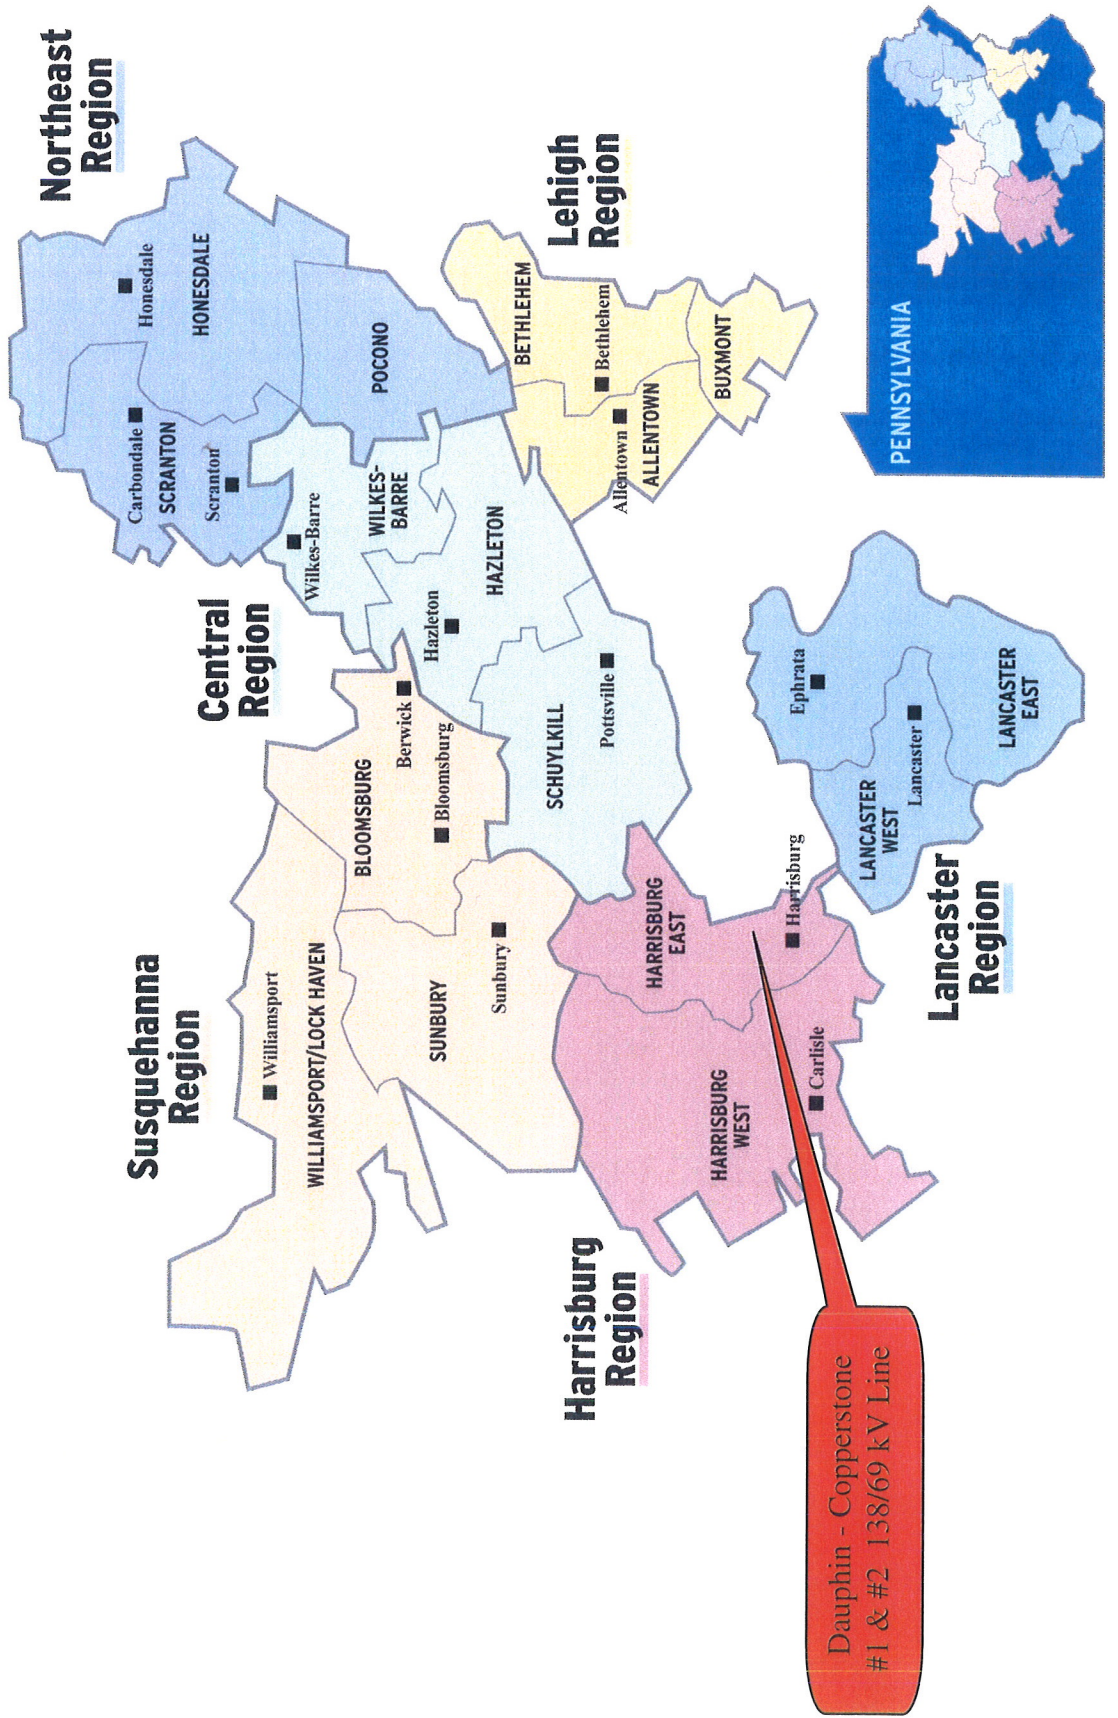 Northeast
Region
Honesdale
HONESDALE
Carbondale
SCRANTON
Scranton
POCONO
Central
Region
Wilkes-Barre
WILKES-
BARRE
Hazleton
HAZLETON
SCHUYLKILL
Pottsville
Lehigh
Region
BETHLEHEM
Bethlehem
Allentown
ALLENTOWN
BUXMONT
Susquehanna
Region
Williamsport
WILLIAMSPORT/LOCK HAVEN
BLOOMSBURG
Berwick
Bloomsburg
SUNBURY
Sunbury
Harrisburg
Region
HARRISBURG
EAST
HARRISBURG
WEST
Harrisburg
Carlisle
Lancaster
Region
Ephrata
LANCASTER
WEST
Lancaster
LANCASTER
EAST
PENNSYLVANIA
Dauphin - Copperstone
#1 & #2 138/69 kV Line